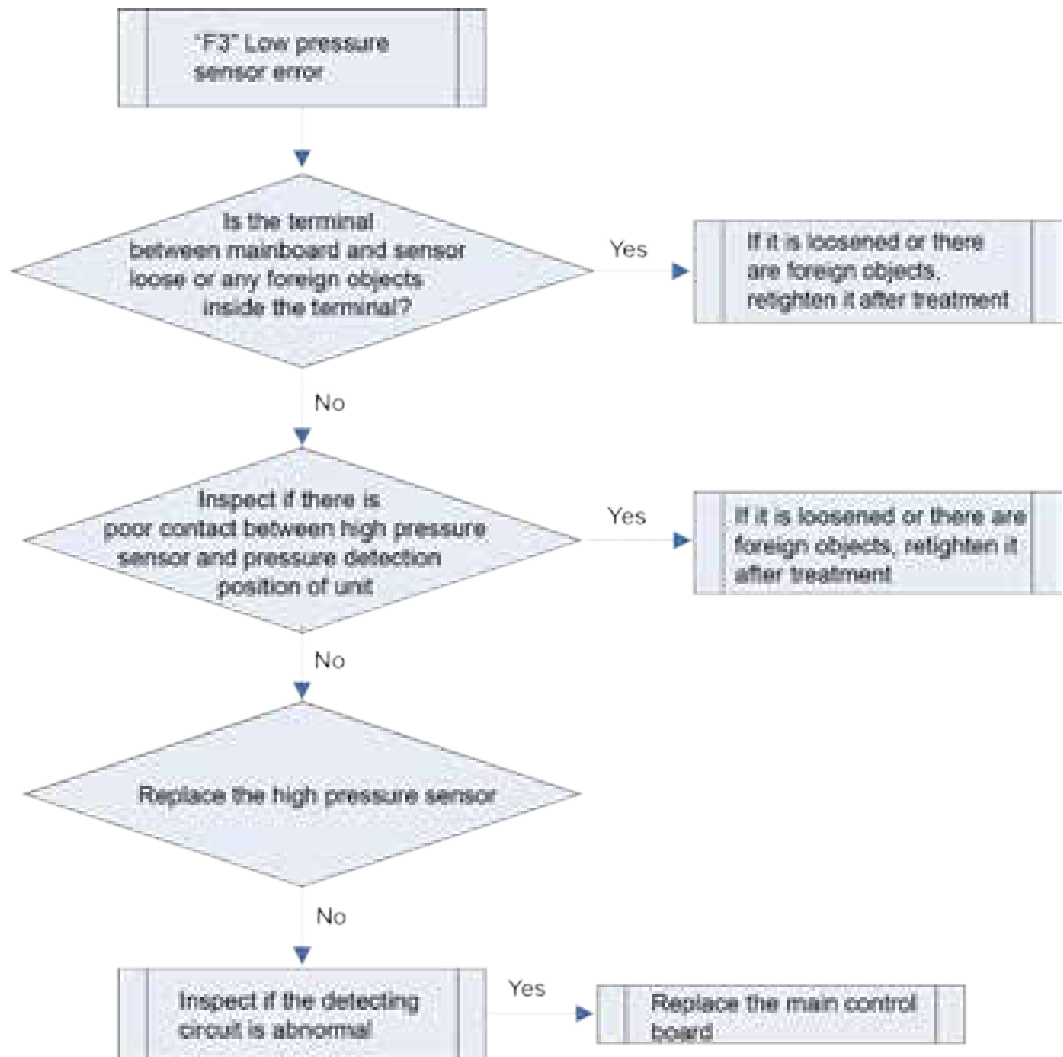 "F3" Low pressure
sensor error
Is the terminal
between mainboard and sensor
loose or any foreign objects
inside the terminal?
Yes
If it is loosened or there
are foreign objects,
retighten it after treatment
No
Inspect if there is
poor contact between high pressure
sensor and pressure detection
position of unit
Yes
If it is loosened or there are
foreign objects, retighten it
after treatment
No
Replace the high pressure sensor
No
Inspect if the detecting
circuit is abnormal
Yes
Replace the main control
board